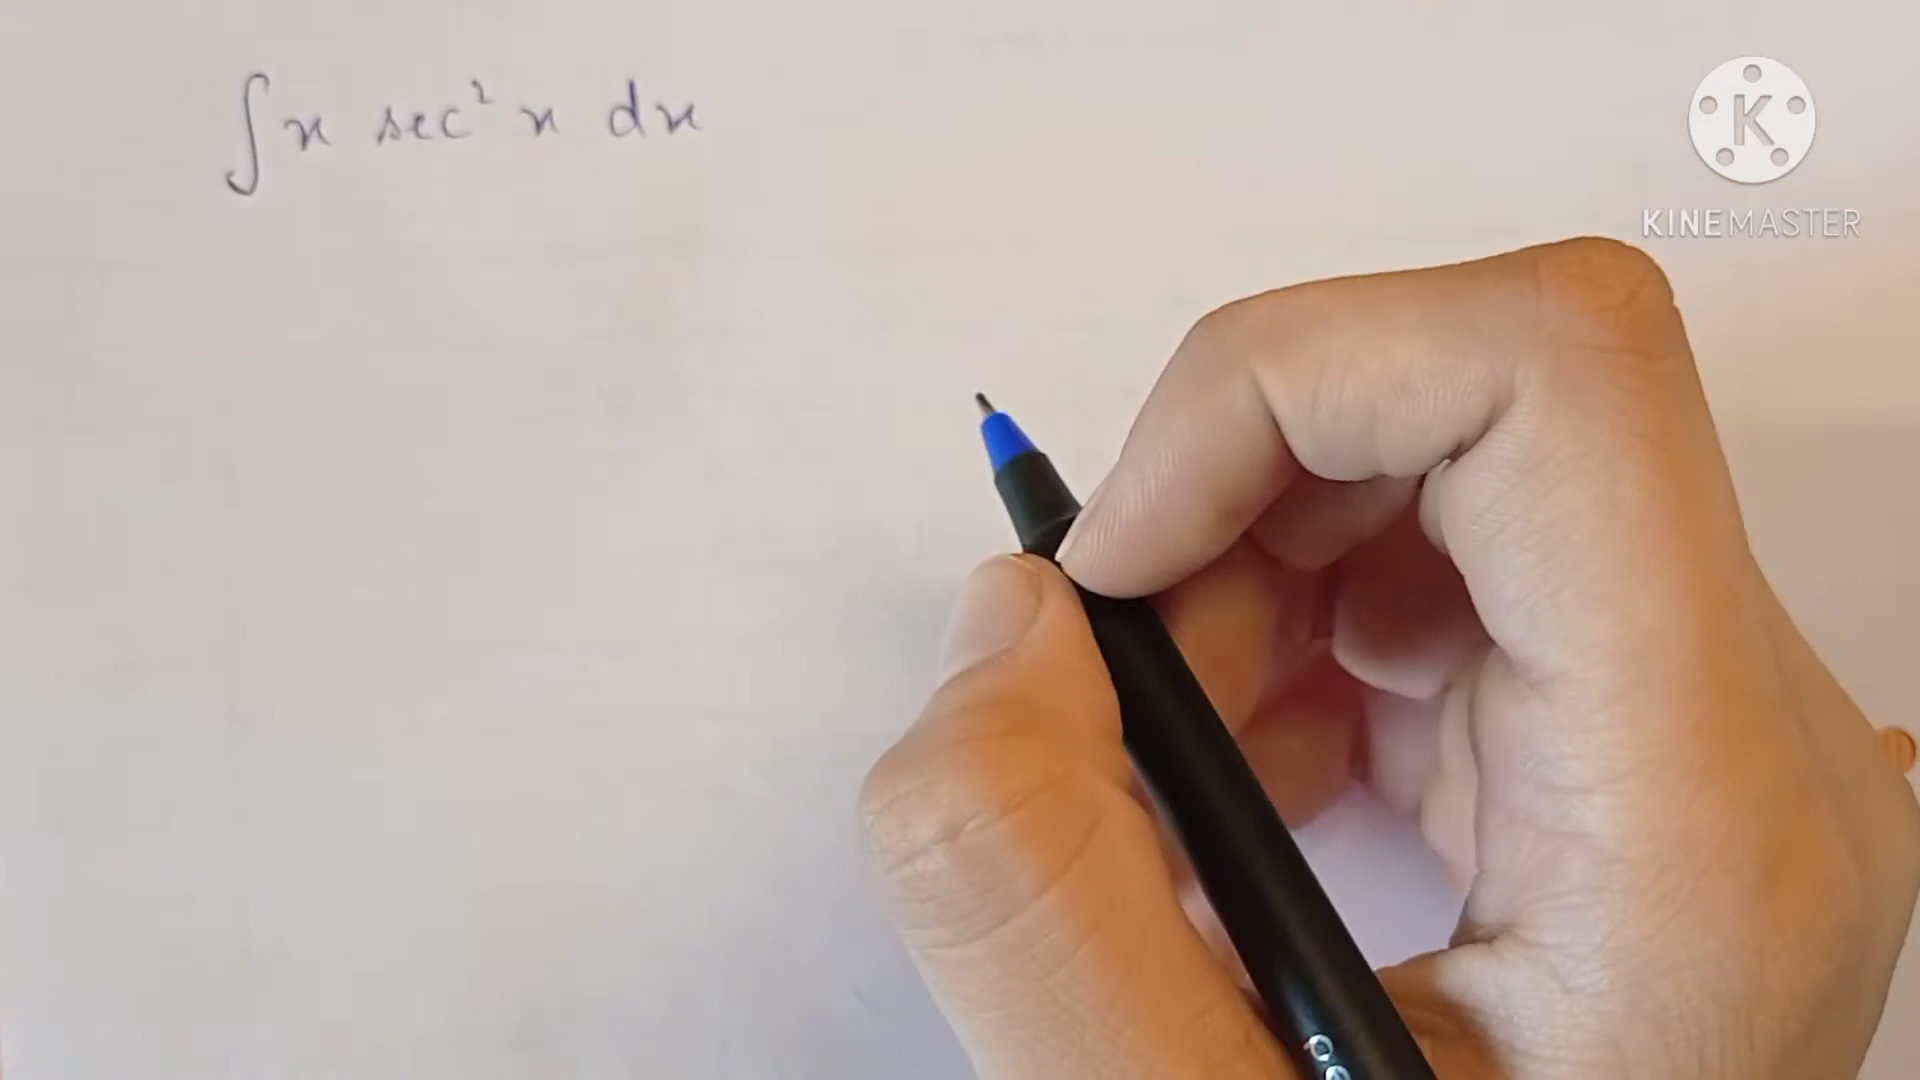 ∫x sec² x dx
KINEMASTER